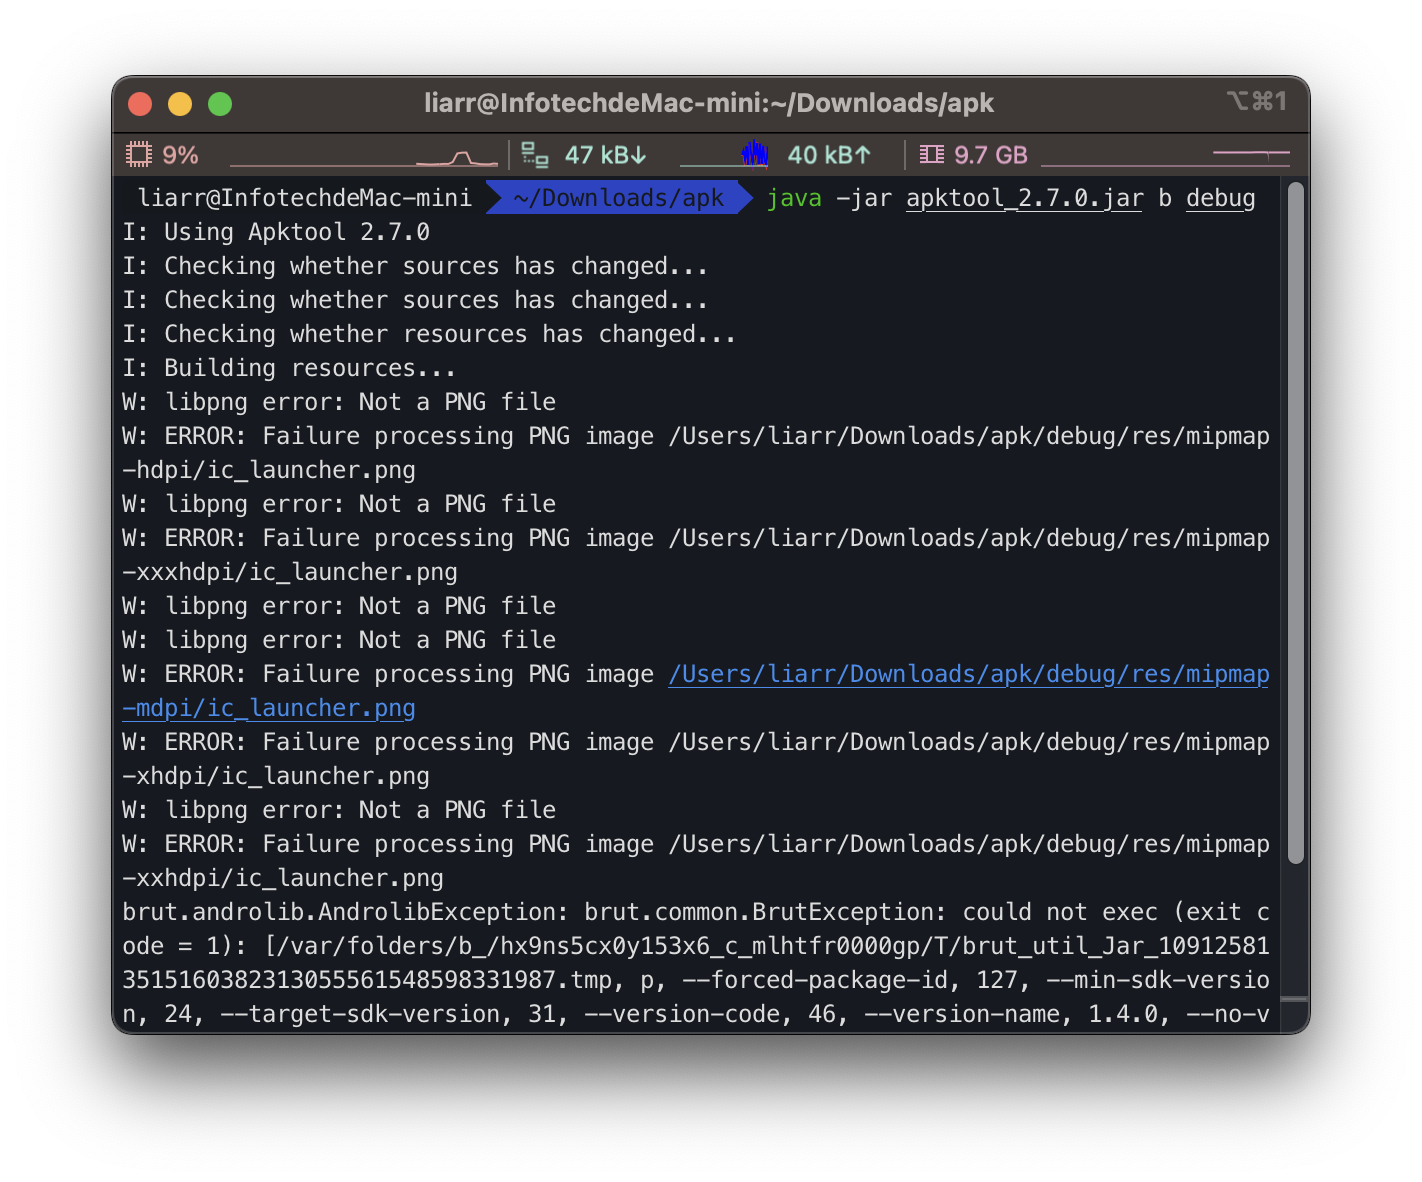 liarr@InfotechdeMac-mini:~/Downloads/apk ⌥⌘1
9% 47 kB↓ 40 kB↑ 9.7 GB
liarr@InfotechdeMac-mini ~/Downloads/apk java -jar apktool_2.7.0.jar b debug
I: Using Apktool 2.7.0
I: Checking whether sources has changed...
I: Checking whether sources has changed...
I: Checking whether resources has changed...
I: Building resources...
W: libpng error: Not a PNG file
W: ERROR: Failure processing PNG image /Users/liarr/Downloads/apk/debug/res/mipmap
-hdpi/ic_launcher.png
W: libpng error: Not a PNG file
W: ERROR: Failure processing PNG image /Users/liarr/Downloads/apk/debug/res/mipmap
-xxxhdpi/ic_launcher.png
W: libpng error: Not a PNG file
W: libpng error: Not a PNG file
W: ERROR: Failure processing PNG image /Users/liarr/Downloads/apk/debug/res/mipmap
-mdpi/ic_launcher.png
W: ERROR: Failure processing PNG image /Users/liarr/Downloads/apk/debug/res/mipmap
-xhdpi/ic_launcher.png
W: libpng error: Not a PNG file
W: ERROR: Failure processing PNG image /Users/liarr/Downloads/apk/debug/res/mipmap
-xxhdpi/ic_launcher.png
brut.androlib.AndrolibException: brut.common.BrutException: could not exec (exit c
ode = 1): [/var/folders/b_/hx9ns5cx0y153x6_c_mlhtfr0000gp/T/brut_util_Jar_10912581
3515160382313055561548598331987.tmp, p, --forced-package-id, 127, --min-sdk-versio
n, 24, --target-sdk-version, 31, --version-code, 46, --version-name, 1.4.0, --no-v